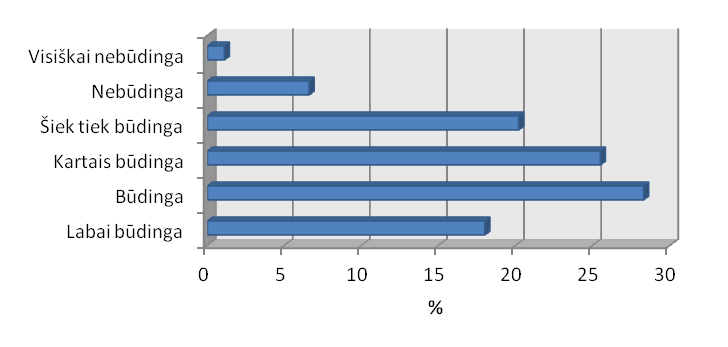 Visiškai nebūdinga
Nebūdinga
Šiek tiek būdinga
Kartais būdinga
Būdinga
Labai būdinga
0 5 10 15 20 25 30
%